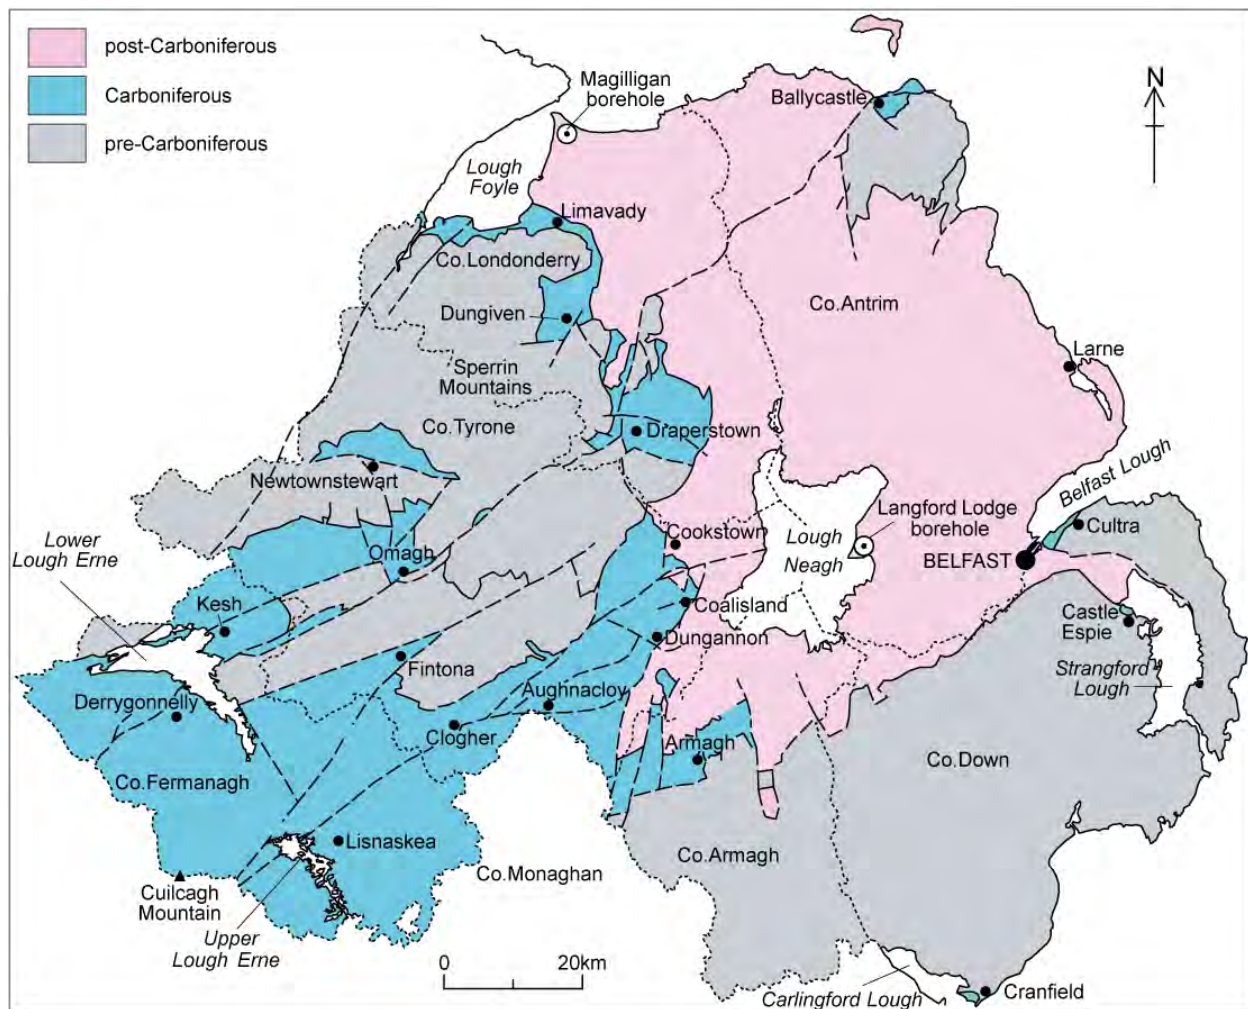 post-Carboniferous
Carboniferous
pre-Carboniferous
Magilligan
borehole
Ballycastle
N
Lough
Foyle
Limavady
Co.Londonderry
Dungiven
Co.Antrim
Larne
Sperrin
Mountains
Co.Tyrone
Draperstown
Newtownstewart
Belfast Lough
Langford Lodge
borehole
Cultra
Cookstown
Lough
Neagh
BELFAST
Lower
Lough Erne
Omagh
Kesh
Coalisland
Castle
Espie
Dungannon
Fintona
Strangford
Lough
Derrygonnelly
Aughnacloy
Clogher
Armagh
Co.Down
Co.Fermanagh
Lisnaskea
Co.Armagh
Co.Monaghan
Cuilcagh
Mountain
Upper
Lough Erne
0 20km
Carlingford Lough
Cranfield